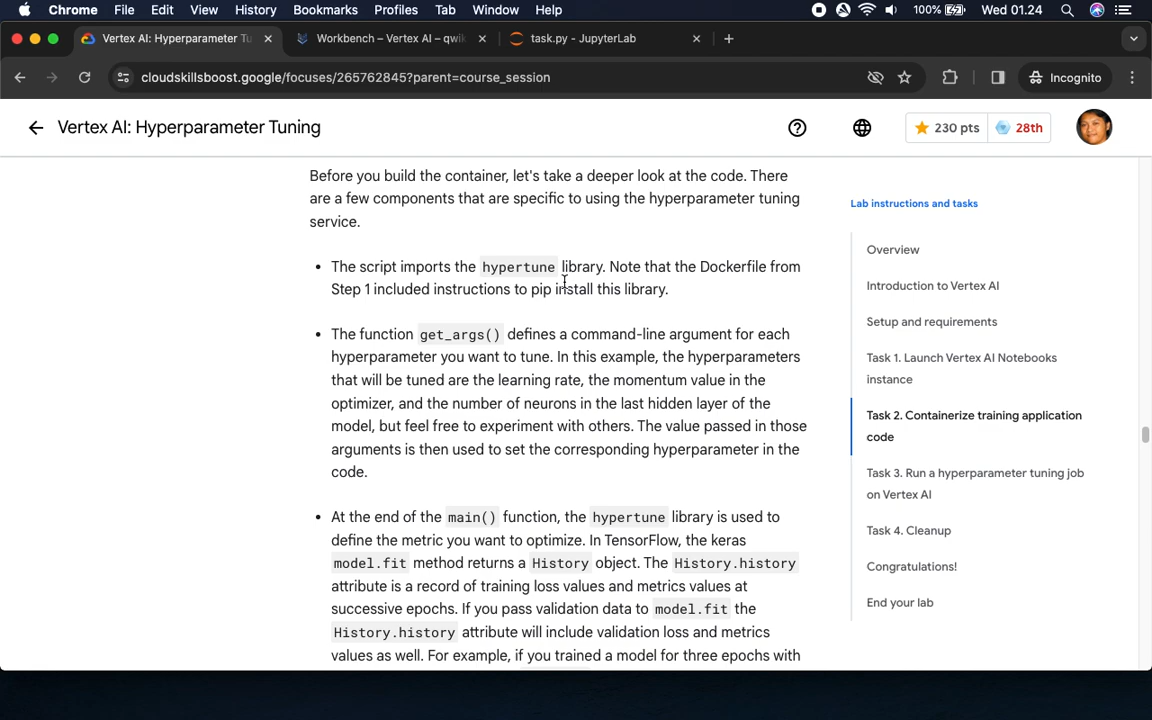 Chrome File Edit View History Bookmarks Profiles Tab Window Help 100% Wed 01.24
Vertex AI: Hyperparameter Tu Workbench – Vertex AI – qwik task.py - JupyterLab
cloudskillsboost.google/focuses/265762845?parent=course_session Incognito
Vertex AI: Hyperparameter Tuning 230 pts 28th
Before you build the container, let's take a deeper look at the code. There
are a few components that are specific to using the hyperparameter tuning
service.
• The script imports the hypertune library. Note that the Dockerfile from
Step 1 included instructions to pip install this library.
• The function get_args() defines a command-line argument for each
hyperparameter you want to tune. In this example, the hyperparameters
that will be tuned are the learning rate, the momentum value in the
optimizer, and the number of neurons in the last hidden layer of the
model, but feel free to experiment with others. The value passed in those
arguments is then used to set the corresponding hyperparameter in the
code.
• At the end of the main() function, the hypertune library is used to
define the metric you want to optimize. In TensorFlow, the keras
model.fit method returns a History object. The History.history
attribute is a record of training loss values and metrics values at
successive epochs. If you pass validation data to model.fit the
History.history attribute will include validation loss and metrics
values as well. For example, if you trained a model for three epochs with
Lab instructions and tasks
Overview
Introduction to Vertex AI
Setup and requirements
Task 1. Launch Vertex AI Notebooks
instance
Task 2. Containerize training application
code
Task 3. Run a hyperparameter tuning job
on Vertex AI
Task 4. Cleanup
Congratulations!
End your lab